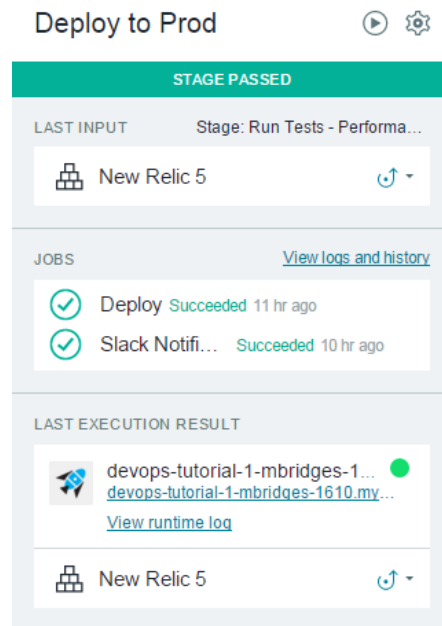 Deploy to Prod
STAGE PASSED
LAST INPUT Stage: Run Tests - Performa...
New Relic 5
JOBS View logs and history
Deploy Succeeded 11 hr ago
Slack Notifi... Succeeded 10 hr ago
LAST EXECUTION RESULT
devops-tutorial-1-mbridges-1...
devops-tutorial-1-mbridges-1610.my...
View runtime log
New Relic 5